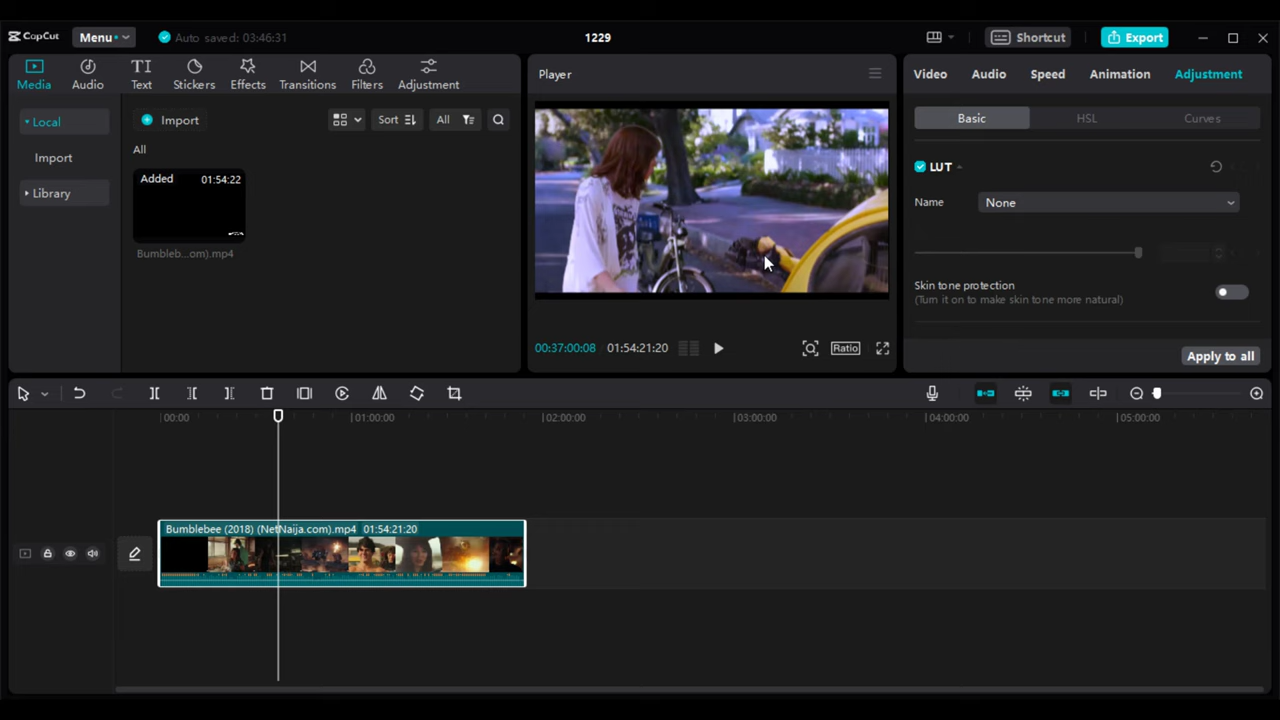 CapCut
Menu
Auto saved: 03:46:31
1229
Shortcut
Export
Media
Audio
Text
Stickers
Effects
Transitions
Filters
Adjustment
Local
Import
Library
Import
Sort
All
All
Added
01:54:22
Bumbleb...om).mp4
Player
00:37:00:08
01:54:21:20
Ratio
Video
Audio
Speed
Animation
Adjustment
Basic
HSL
Curves
LUT
Name
None
Skin tone protection
(Turn it on to make skin tone more natural)
Apply to all
00:00
01:00:00
02:00:00
03:00:00
04:00:00
05:00:00
Bumblebee (2018) (NetNaija.com).mp4 01:54:21:20